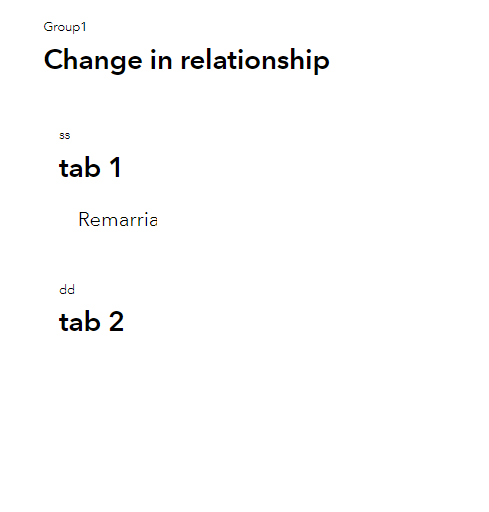 Group1
Change in relationship
ss
tab 1
Remarria
dd
tab 2